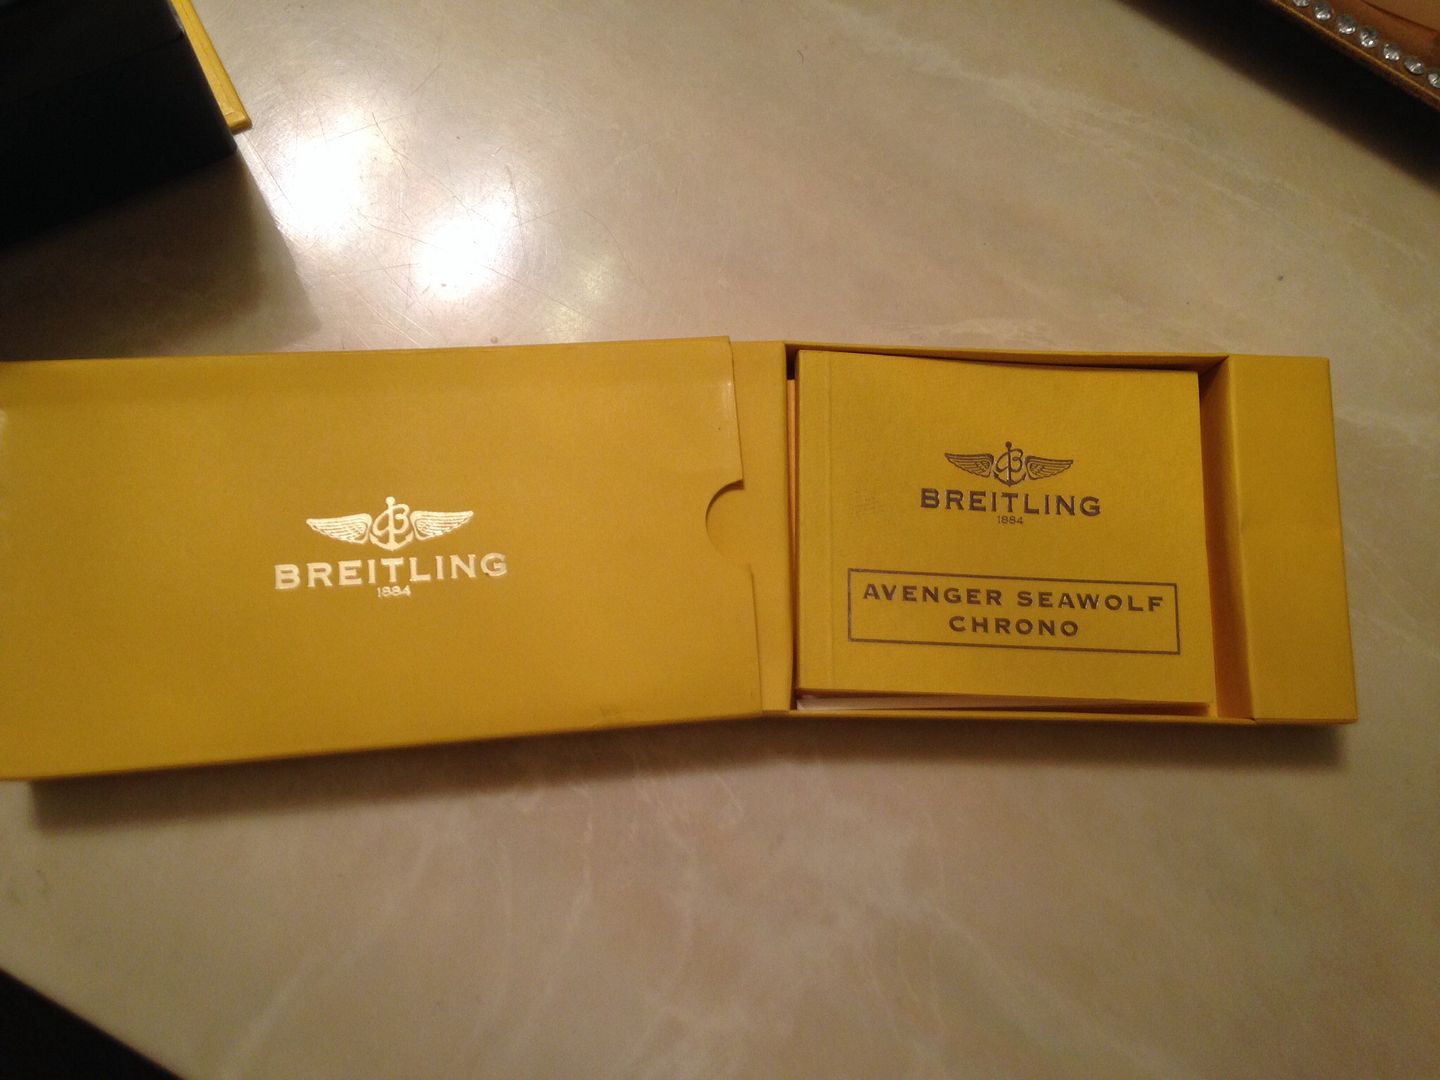 BREITLING
1884
BREITLING
1884
AVENGER SEAWOLF
CHRONO